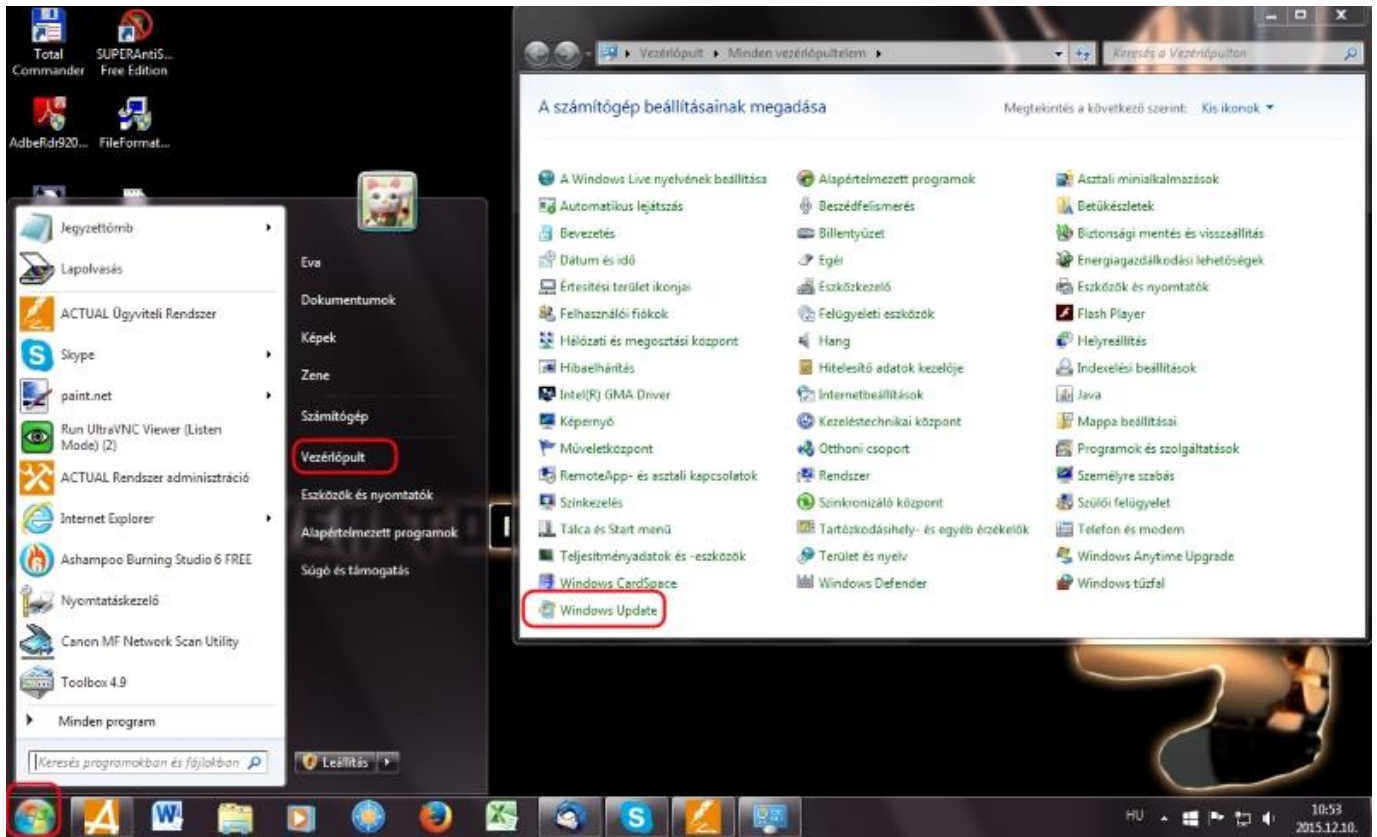 Total
Commander
SUPERAntiS...
Free Edition
AdbeRdr920...
FileFormat...
Jegyzettömb
Lapolvasás
ACTUAL Ügyviteli Rendszer
Skype
paint.net
Run UltraVNC Viewer (Listen
Mode) (2)
ACTUAL Rendszer adminisztráció
Internet Explorer
Ashampoo Burning Studio 6 FREE
Nyomtatáskezelő
Canon MF Network Scan Utility
Toolbox 4.9
Minden program
Keresés programokban és fájlokban
Eva
Dokumentumok
Képek
Zene
Számítógép
Vezérlőpult
Eszközök és nyomtatók
Alapértelmezett programok
Súgó és támogatás
Leállítás
Vezérlőpult
Minden vezérlőpultelem
Keresés a Vezérlőpulton
A számítógép beállításainak megadása
Megtekintés a következő szerint: Kis ikonok
A Windows Live nyelvének beállítása
Alapértelmezett programok
Asztali minialkalmazások
Automatikus lejátszás
Beszédfelismerés
Betűkészletek
Bevezetés
Billentyűzet
Biztonsági mentés és visszaállítás
Dátum és idő
Egér
Energiagazdálkodási lehetőségek
Értesítési terület ikonjai
Eszközkezelő
Eszközök és nyomtatók
Felhasználói fiókok
Felügyeleti eszközök
Flash Player
Hálózati és megosztási központ
Hang
Helyreállítás
Hibaelhárítás
Hitelesítő adatok kezelője
Indexelési beállítások
Intel(R) GMA Driver
Internetbeállítások
Java
Képernyő
Kezeléstechnikai központ
Mappa beállításai
Műveletközpont
Otthoni csoport
Programok és szolgáltatások
RemoteApp- és asztali kapcsolatok
Rendszer
Személyre szabás
Színkezelés
Szinkronizáló központ
Szülői felügyelet
Tálca és Start menü
Tartózkodásihely- és egyéb érzékelők
Telefon és modem
Teljesítményadatok és -eszközök
Terület és nyelv
Windows Anytime Upgrade
Windows CardSpace
Windows Defender
Windows tűzfal
Windows Update
HU
10:53
2015.12.10.